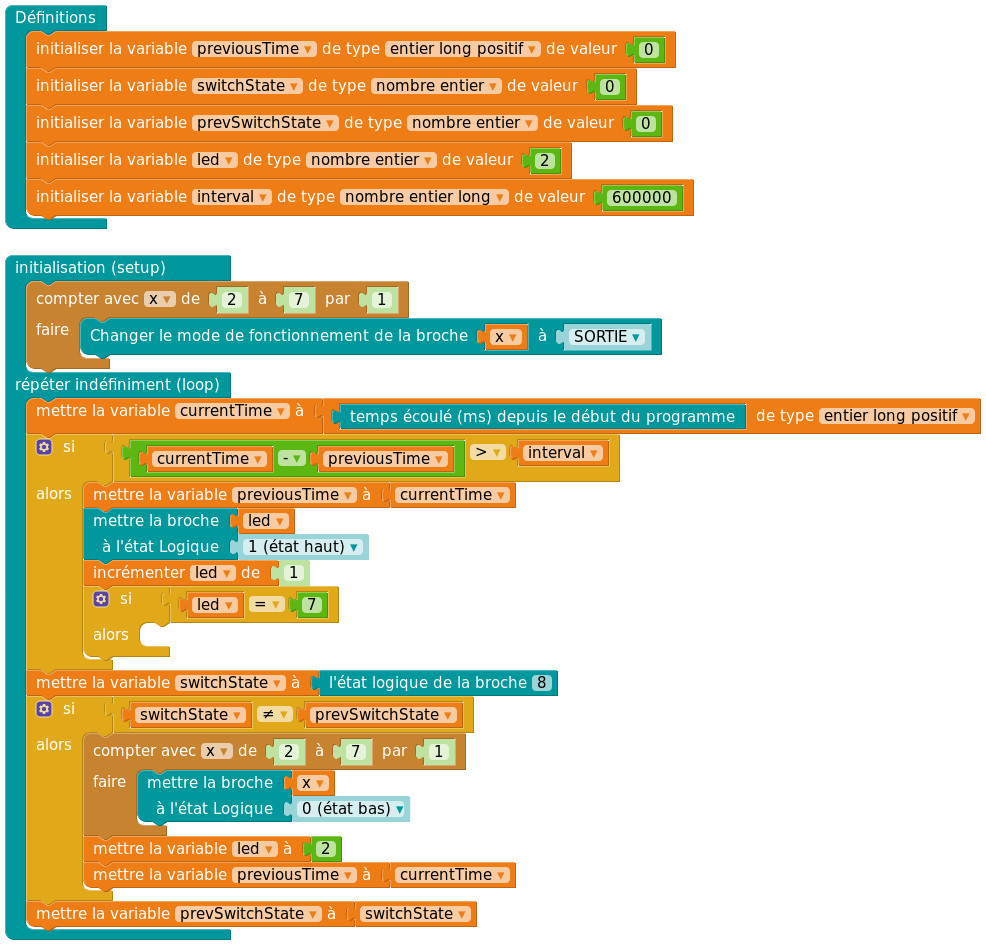 Définitions
initialiser la variable previousTime de type entier long positif de valeur 0
initialiser la variable switchState de type nombre entier de valeur 0
initialiser la variable prevSwitchState de type nombre entier de valeur 0
initialiser la variable led de type nombre entier de valeur 2
initialiser la variable interval de type nombre entier long de valeur 600000
initialisation (setup)
compter avec x de 2 à 7 par 1
faire Changer le mode de fonctionnement de la broche x à SORTIE
répéter indéfiniment (loop)
mettre la variable currentTime à temps écoulé (ms) depuis le début du programme de type entier long positif
si currentTime - previousTime > interval
alors mettre la variable previousTime à currentTime
mettre la broche led
à l'état Logique 1 (état haut)
incrémenter led de 1
si led = 7
alors
mettre la variable switchState à l'état logique de la broche 8
si switchState ≠ prevSwitchState
alors compter avec x de 2 à 7 par 1
faire mettre la broche x
à l'état Logique 0 (état bas)
mettre la variable led à 2
mettre la variable previousTime à currentTime
mettre la variable prevSwitchState à switchState